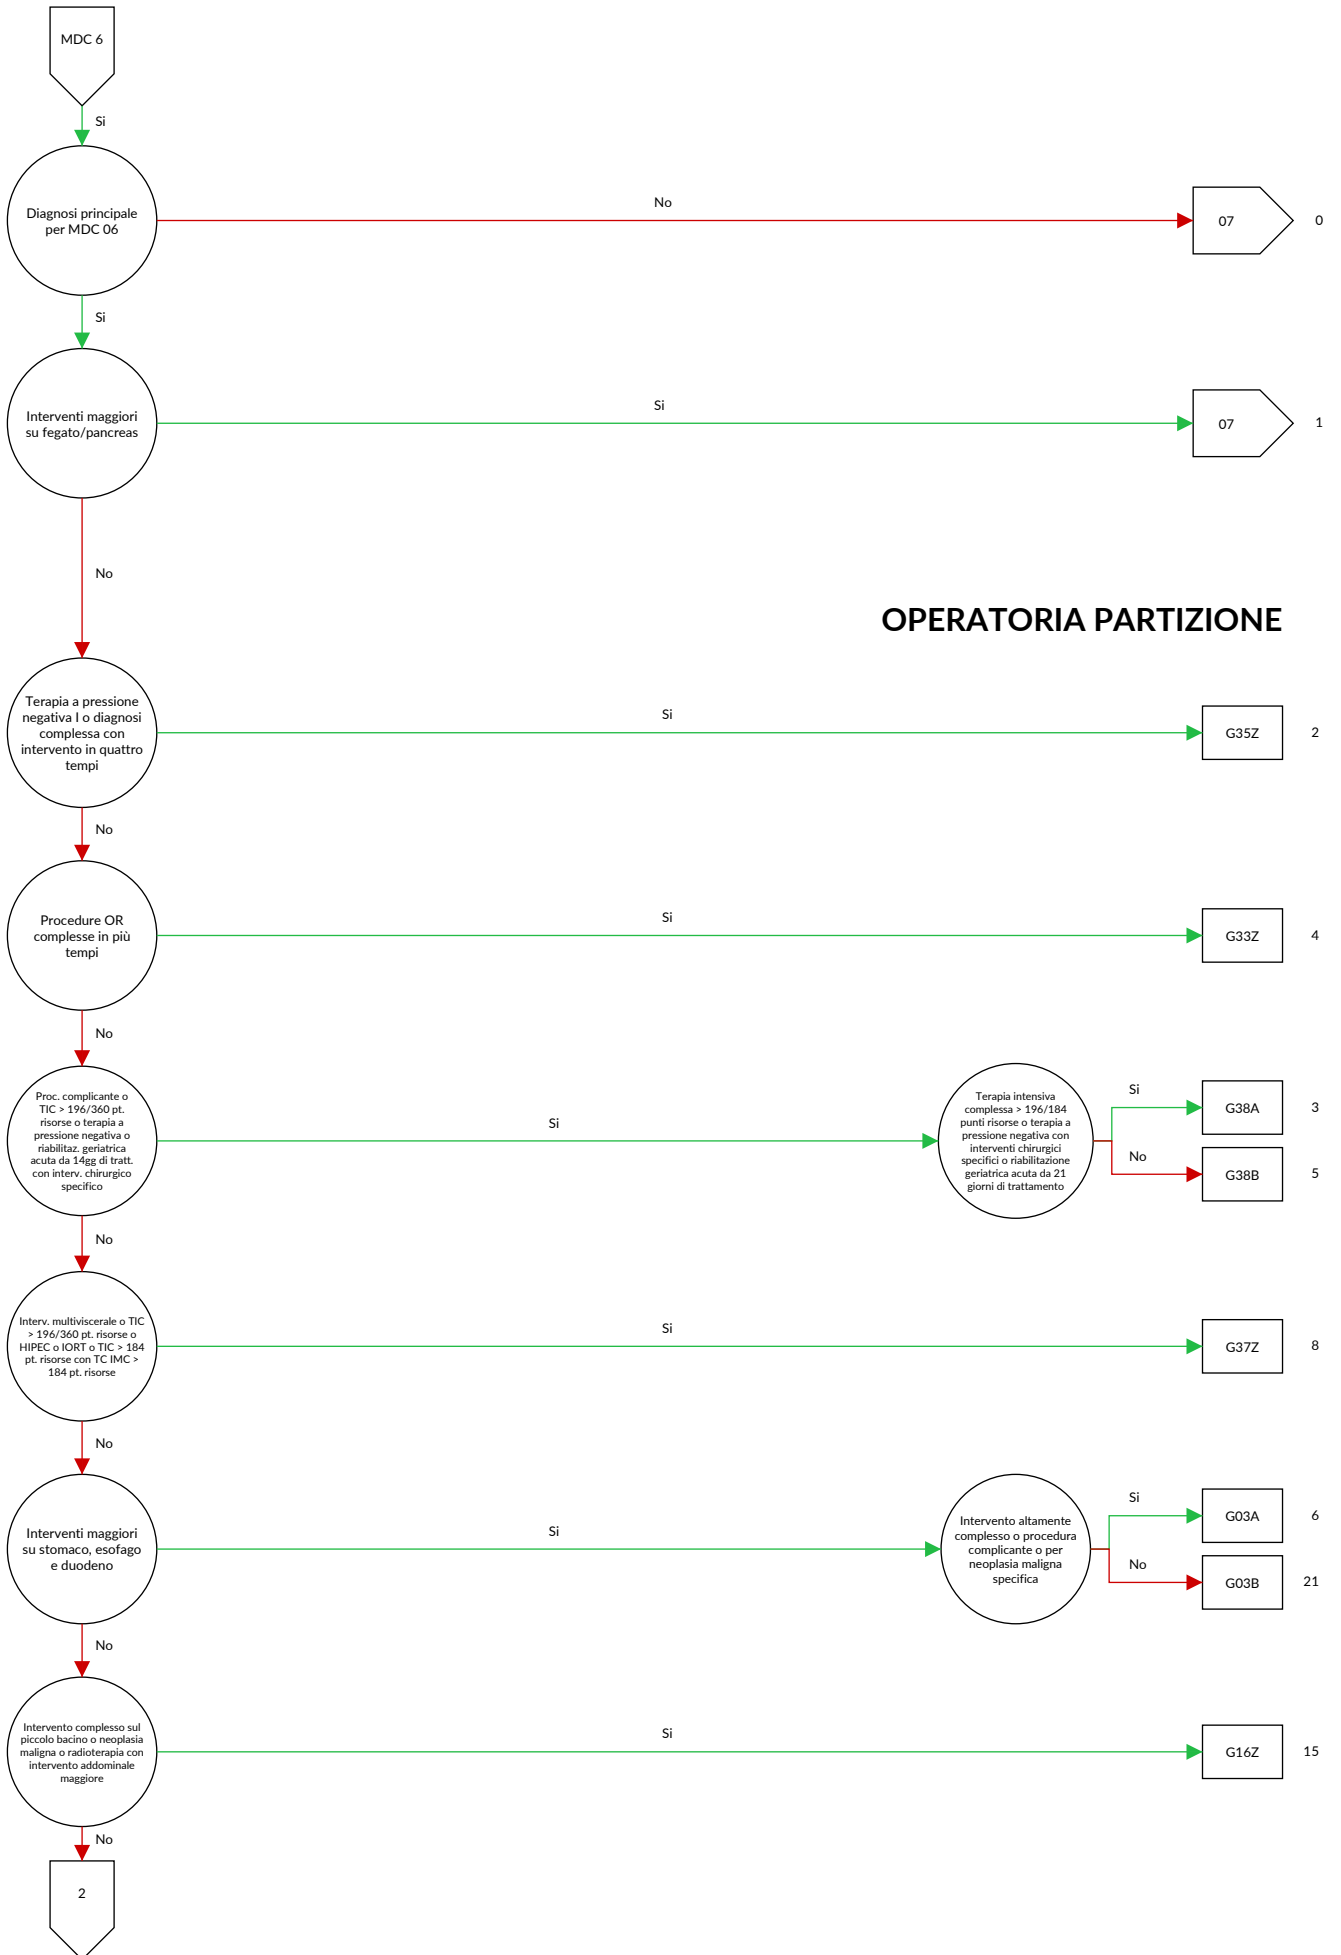 MDC 6
Si
Diagnosi principale
per MDC 06
No
07
0
Si
Interventi maggiori
su fegato/pancreas
Si
07
1
No
OPERATORIA PARTIZIONE
Terapia a pressione
negativa I o diagnosi
complessa con
intervento in quattro
tempi
Si
G35Z
2
No
Procedure OR
complesse in più
tempi
Si
G33Z
4
No
Proc. complicante o
TIC > 196/360 pt.
risorse o terapia a
pressione negativa o
riabilitaz. geriatrica
acuta da 14gg di tratt.
con interv. chirurgico
specifico
Si
Terapia intensiva
complessa > 196/184
punti risorse o terapia a
pressione negativa con
interventi chirurgici
specifici o riabilitazione
geriatrica acuta da 21
giorni di trattamento
Si
G38A
3
No
G38B
5
No
Interv. multiviscerale o TIC
> 196/360 pt. risorse o
HIPEC o IORT o TIC > 184
pt. risorse con TC IMC >
184 pt. risorse
Si
G37Z
8
No
Interventi maggiori
su stomaco, esofago
e duodeno
Si
Intervento altamente
complesso o procedura
complicante o per
neoplasia maligna
specifica
Si
G03A
6
No
G03B
21
No
Intervento complesso sul
piccolo bacino o neoplasia
maligna o radioterapia con
intervento addominale
maggiore
Si
G16Z
15
No
2